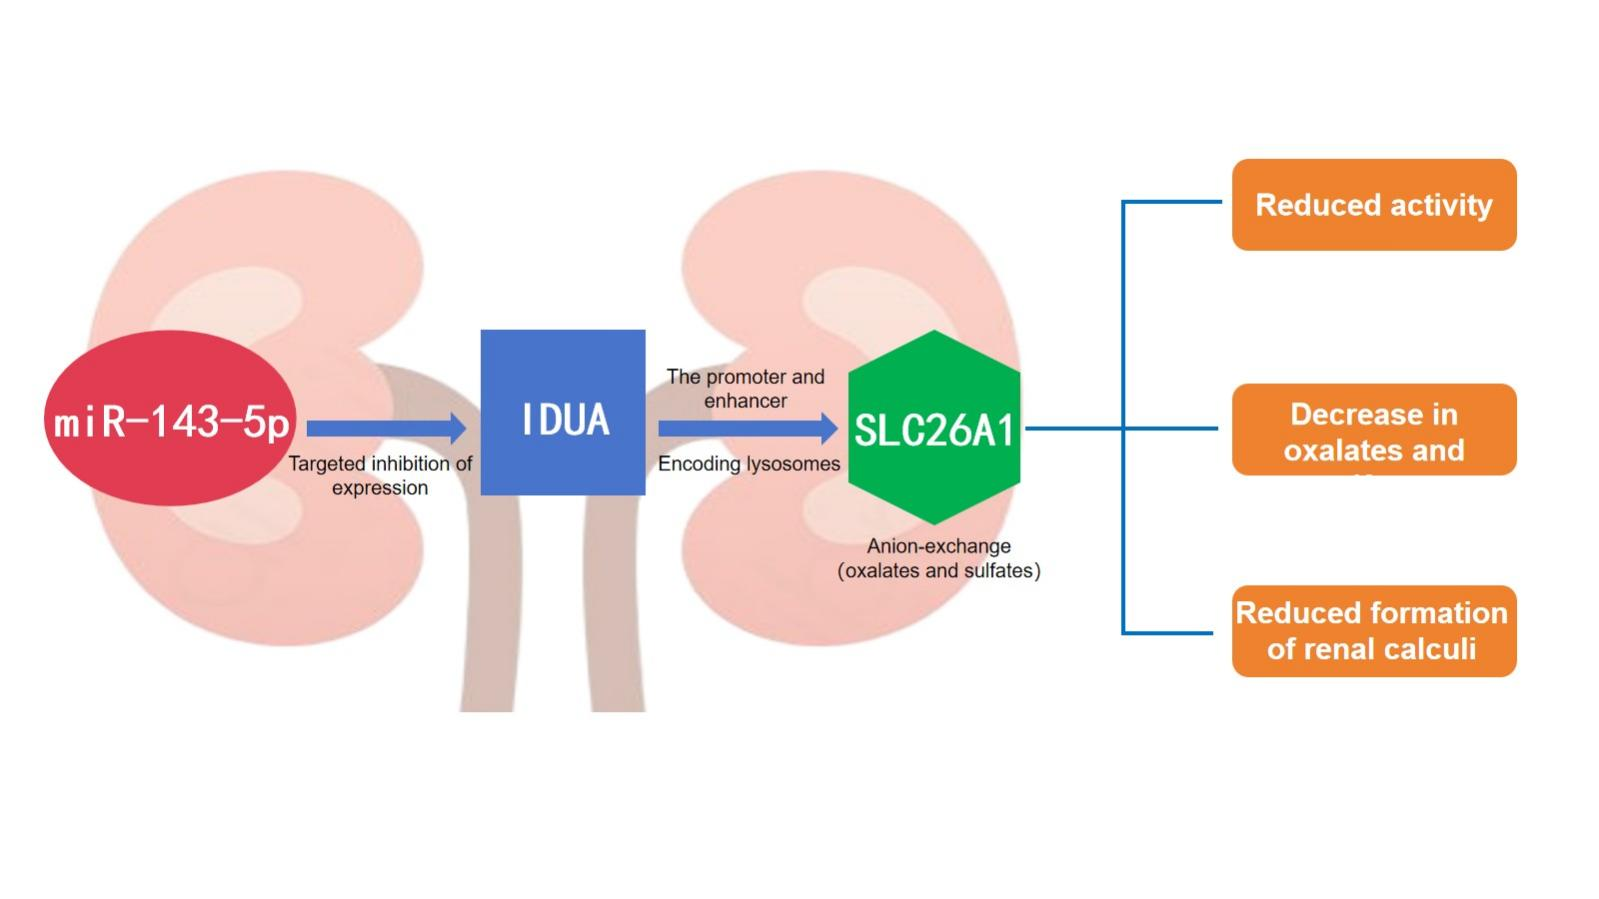 miR-143-5p
Targeted inhibition of
expression
IDUA
The promoter and
enhancer
Encoding lysosomes
SLC26A1
Anion-exchange
(oxalates and sulfates)
Reduced activity
Decrease in
oxalates and
Reduced formation
of renal calculi